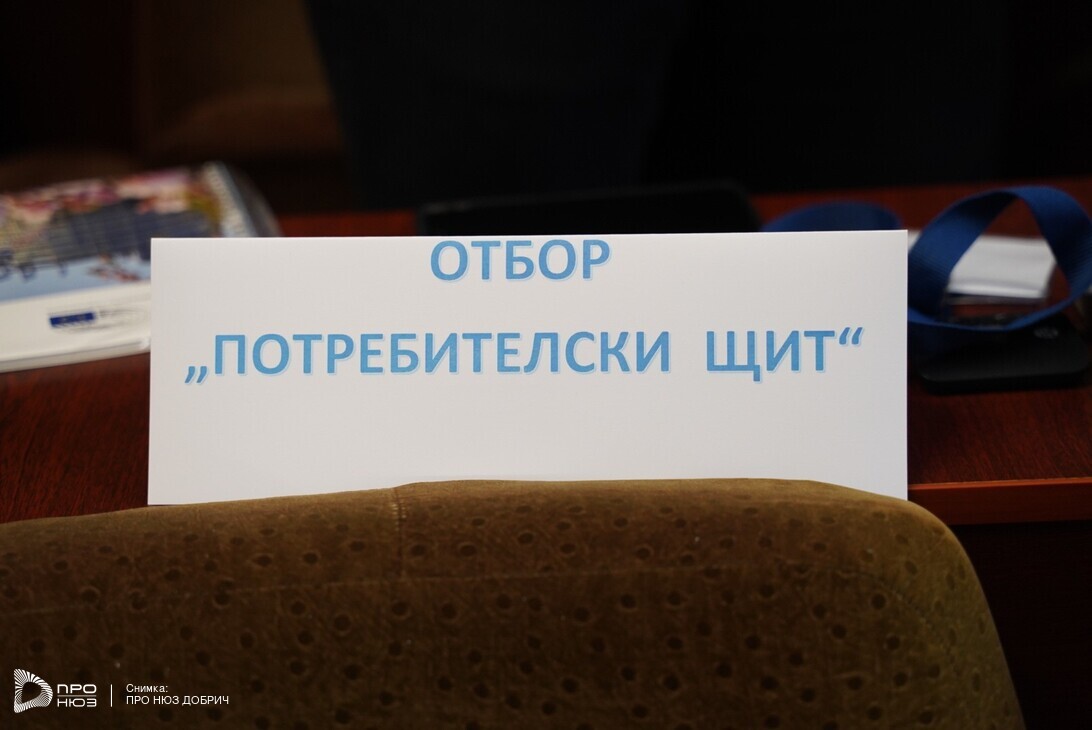 ОТБОР
„ПОТРЕБИТЕЛСКИ ЩИТ“
ПРО
НЮЗ
Снимка:
ПРО НЮЗ ДОБРИЧ